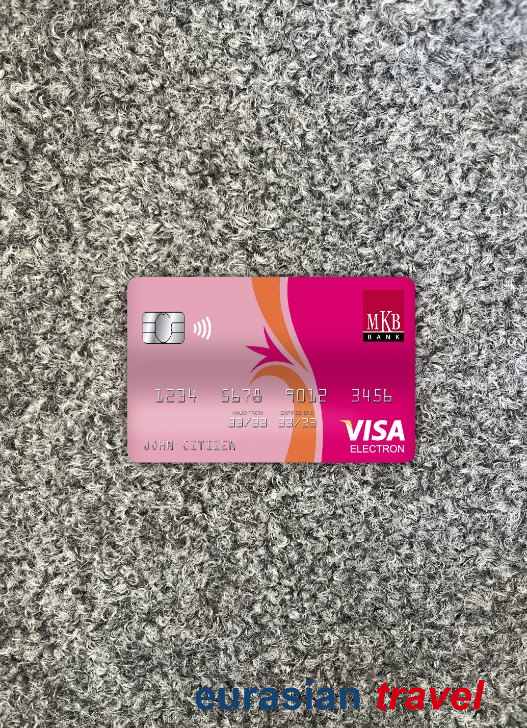 MKB
BANK
1234 5678 9012 3456
VISA
ELECTRON
JOHN CITIZEN
eurasian travel